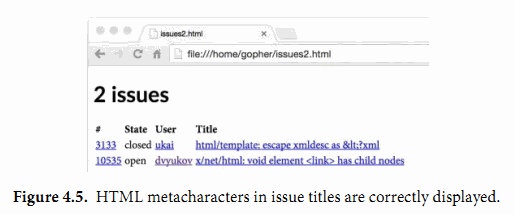 issues2.html
file:///home/gopher/issues2.html
2 issues
# State User Title
3133 closed ukai html/template: escape xmldesc as &lt;?xml
10535 open dvyukov x/net/html: void element <link> has child nodes
Figure 4.5. HTML metacharacters in issue titles are correctly displayed.